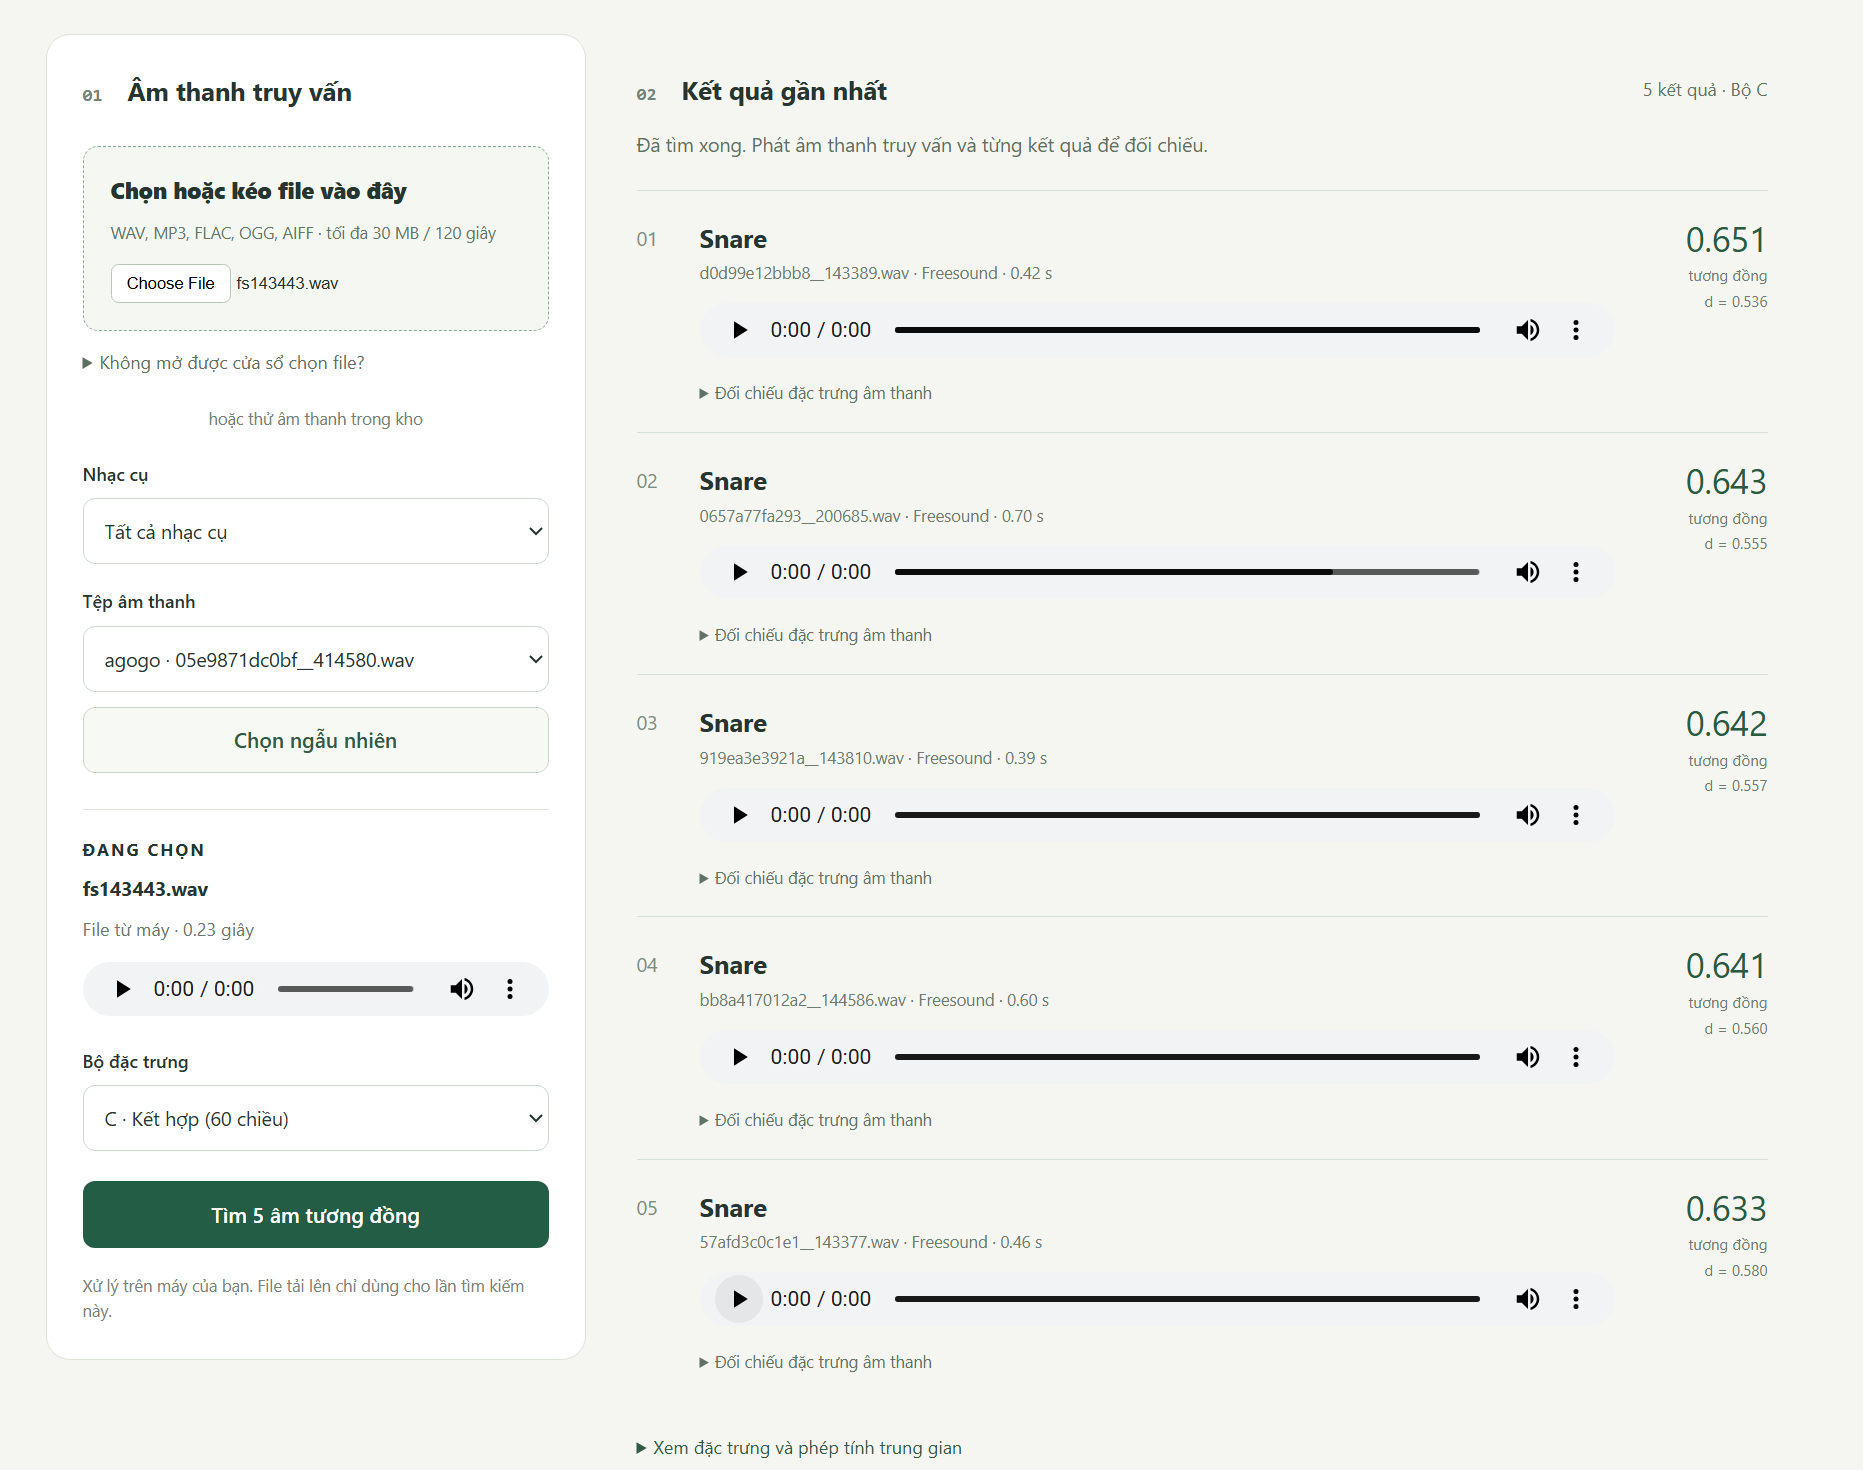 01 Âm thanh truy vấn
Chọn hoặc kéo file vào đây
WAV, MP3, FLAC, OGG, AIFF · tối đa 30 MB / 120 giây
Choose File fs143443.wav
Không mở được cửa sổ chọn file?
hoặc thử âm thanh trong kho
Nhạc cụ
Tất cả nhạc cụ
Tệp âm thanh
agogo · 05e9871dc0bf__414580.wav
Chọn ngẫu nhiên
ĐANG CHỌN
fs143443.wav
File từ máy · 0.23 giây
0:00 / 0:00
Bộ đặc trưng
C · Kết hợp (60 chiều)
Tìm 5 âm tương đồng
Xử lý trên máy của bạn. File tải lên chỉ dùng cho lần tìm kiếm
này.
02 Kết quả gần nhất
5 kết quả · Bộ C
Đã tìm xong. Phát âm thanh truy vấn và từng kết quả để đối chiếu.
01 Snare
0.651
d0d99e12bbb8__143389.wav · Freesound · 0.42 s
tương đồng
d = 0.536
0:00 / 0:00
Đối chiếu đặc trưng âm thanh
02 Snare
0.643
0657a77fa293__200685.wav · Freesound · 0.70 s
tương đồng
d = 0.555
0:00 / 0:00
Đối chiếu đặc trưng âm thanh
03 Snare
0.642
919ea3e3921a__143810.wav · Freesound · 0.39 s
tương đồng
d = 0.557
0:00 / 0:00
Đối chiếu đặc trưng âm thanh
04 Snare
0.641
bb8a417012a2__144586.wav · Freesound · 0.60 s
tương đồng
d = 0.560
0:00 / 0:00
Đối chiếu đặc trưng âm thanh
05 Snare
0.633
57afd3c0c1e1__143377.wav · Freesound · 0.46 s
tương đồng
d = 0.580
0:00 / 0:00
Đối chiếu đặc trưng âm thanh
Xem đặc trưng và phép tính trung gian